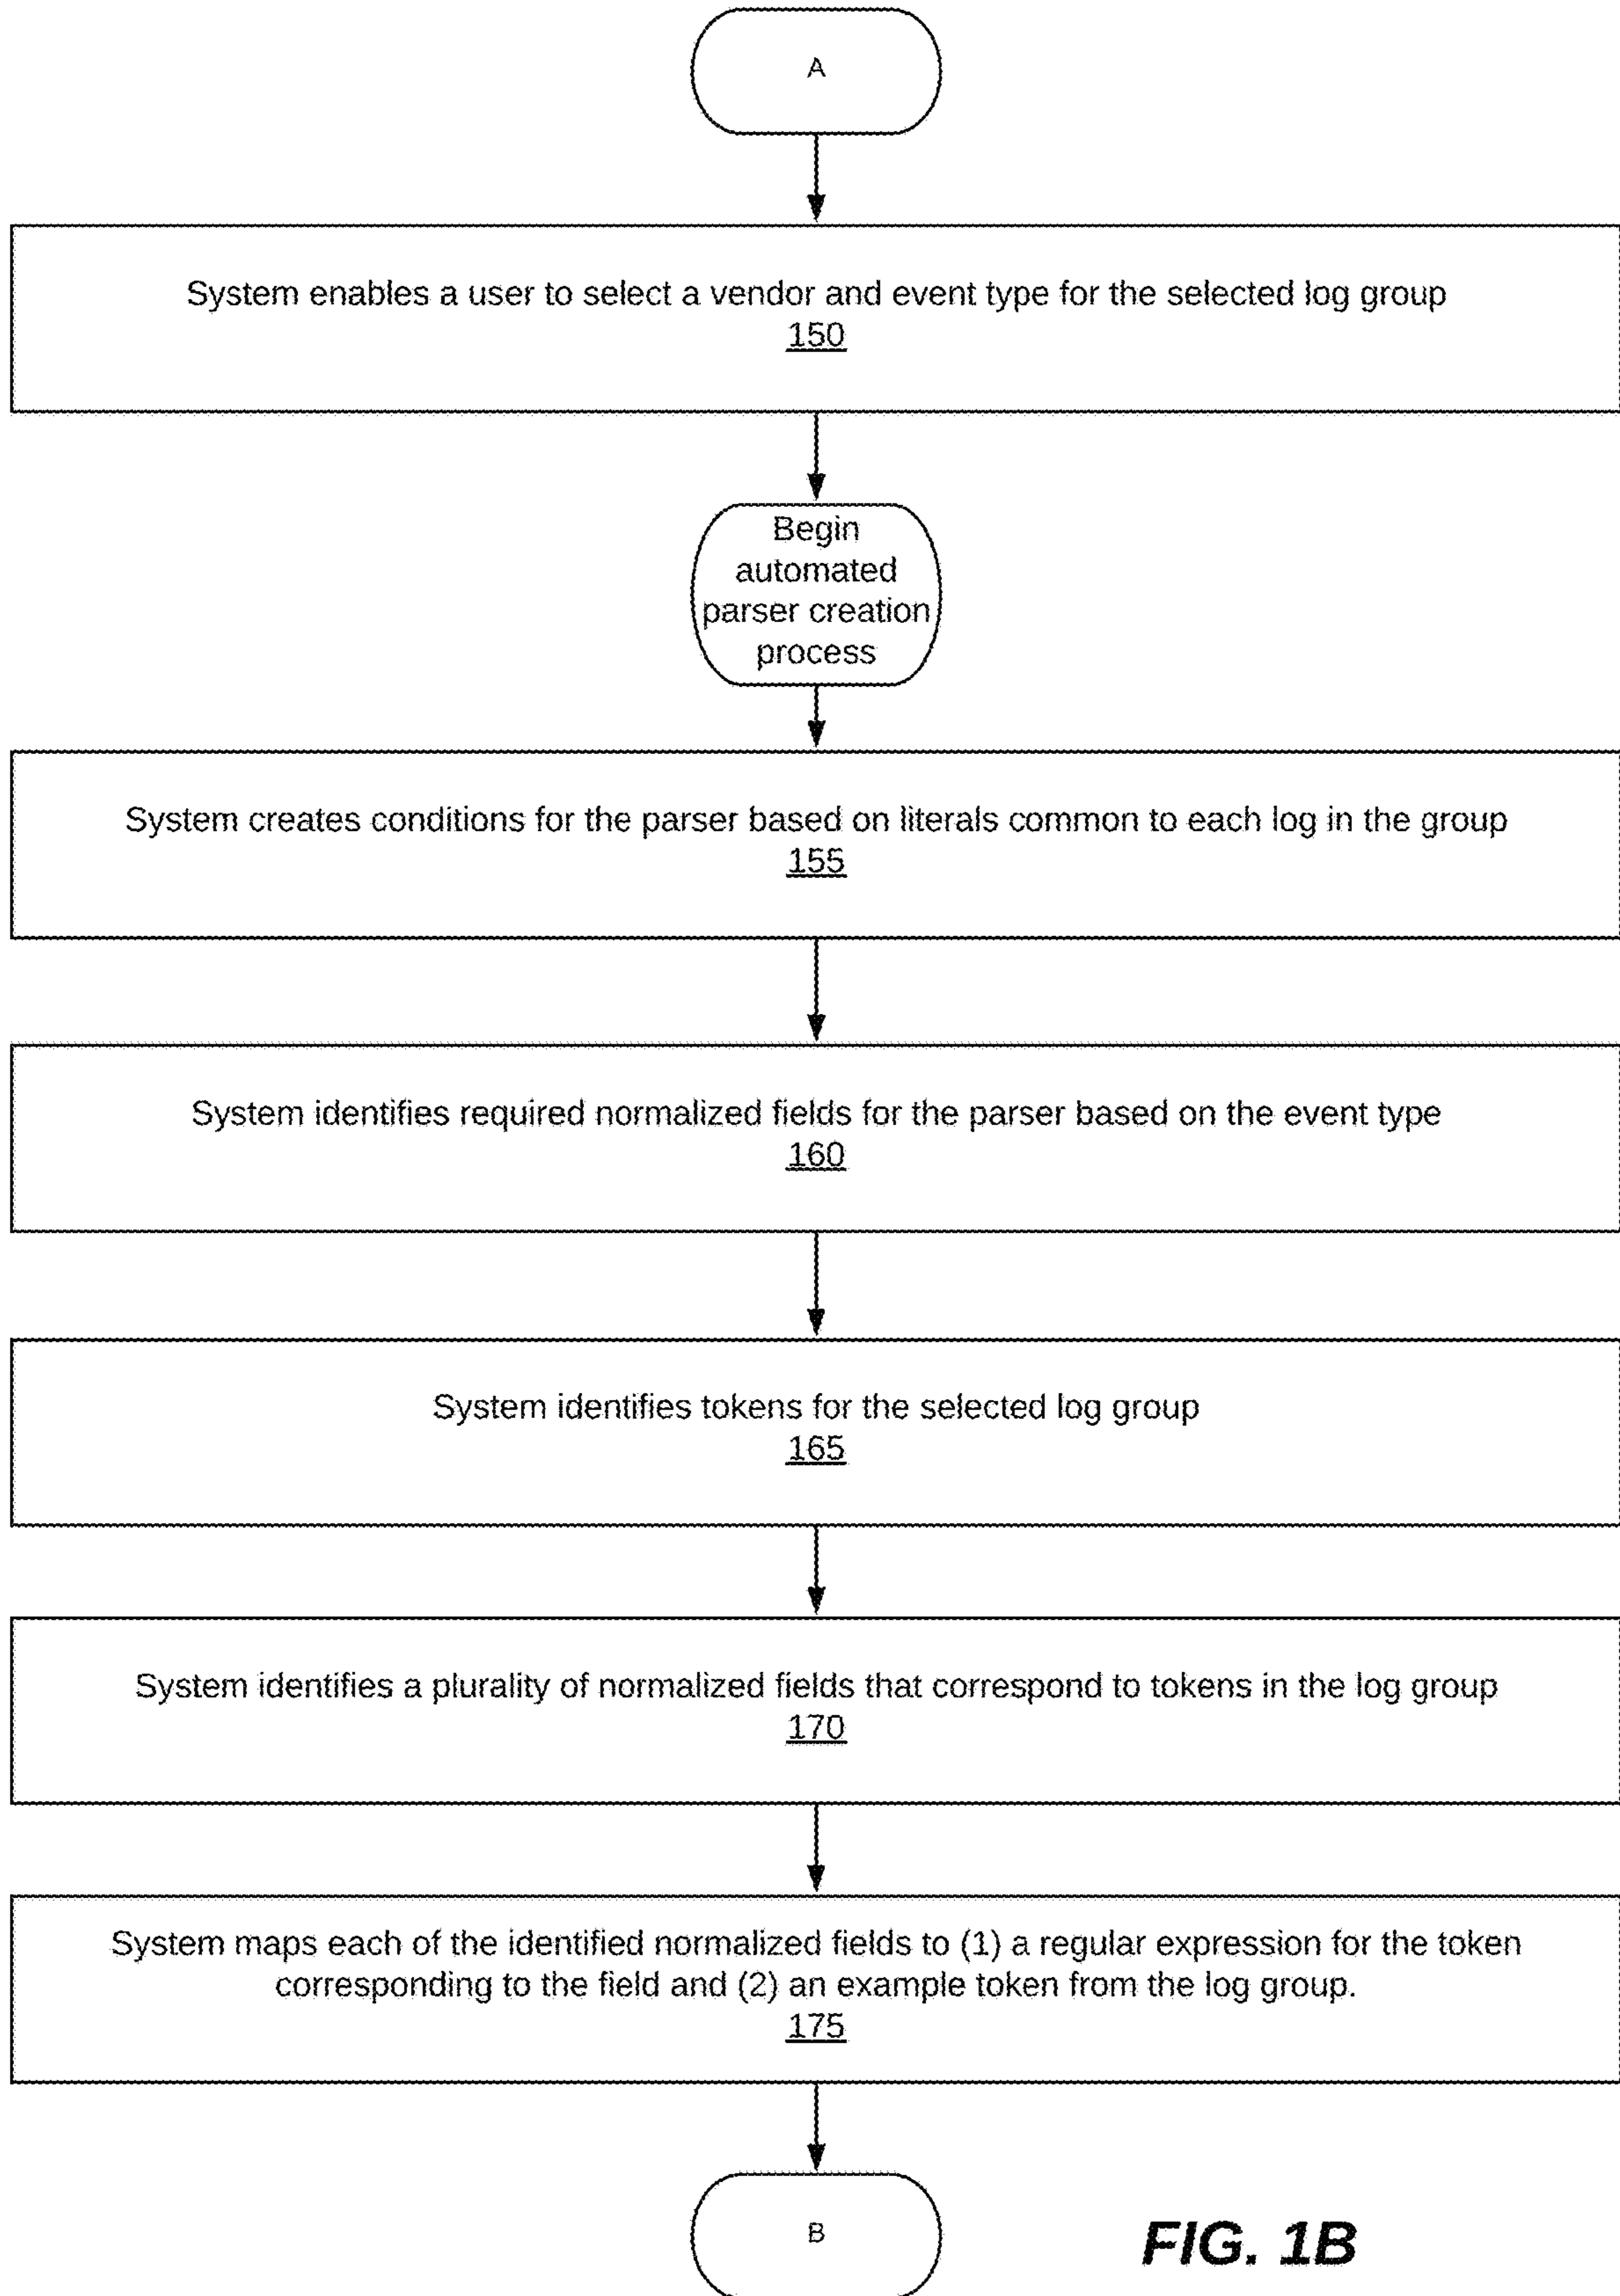 A
System enables a user to select a vendor and event type for the selected log group
150
Begin
automated
parser creation
process
System creates conditions for the parser based on literals common to each log in the group
155
System identifies required normalized fields for the parser based on the event type
160
System identifies tokens for the selected log group
165
System identifies a plurality of normalized fields that correspond to tokens in the log group
170
System maps each of the identified normalized fields to (1) a regular expression for the token
corresponding to the field and (2) an example token from the log group.
175
B
FIG. 1B